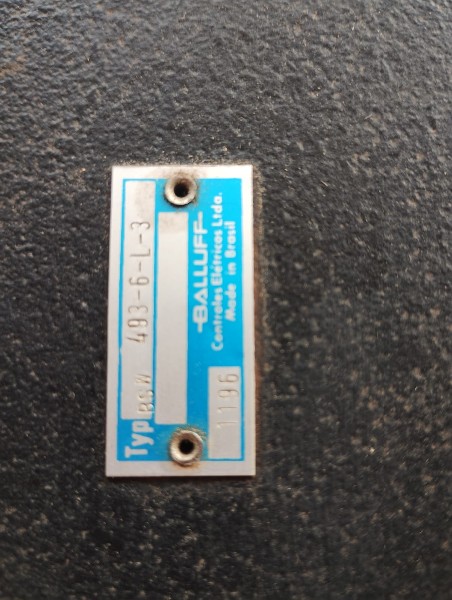 Typ BSW 493-6-L-3
BALLUFF
Controles Elétricos Ltda.
Made in Brasil
1196